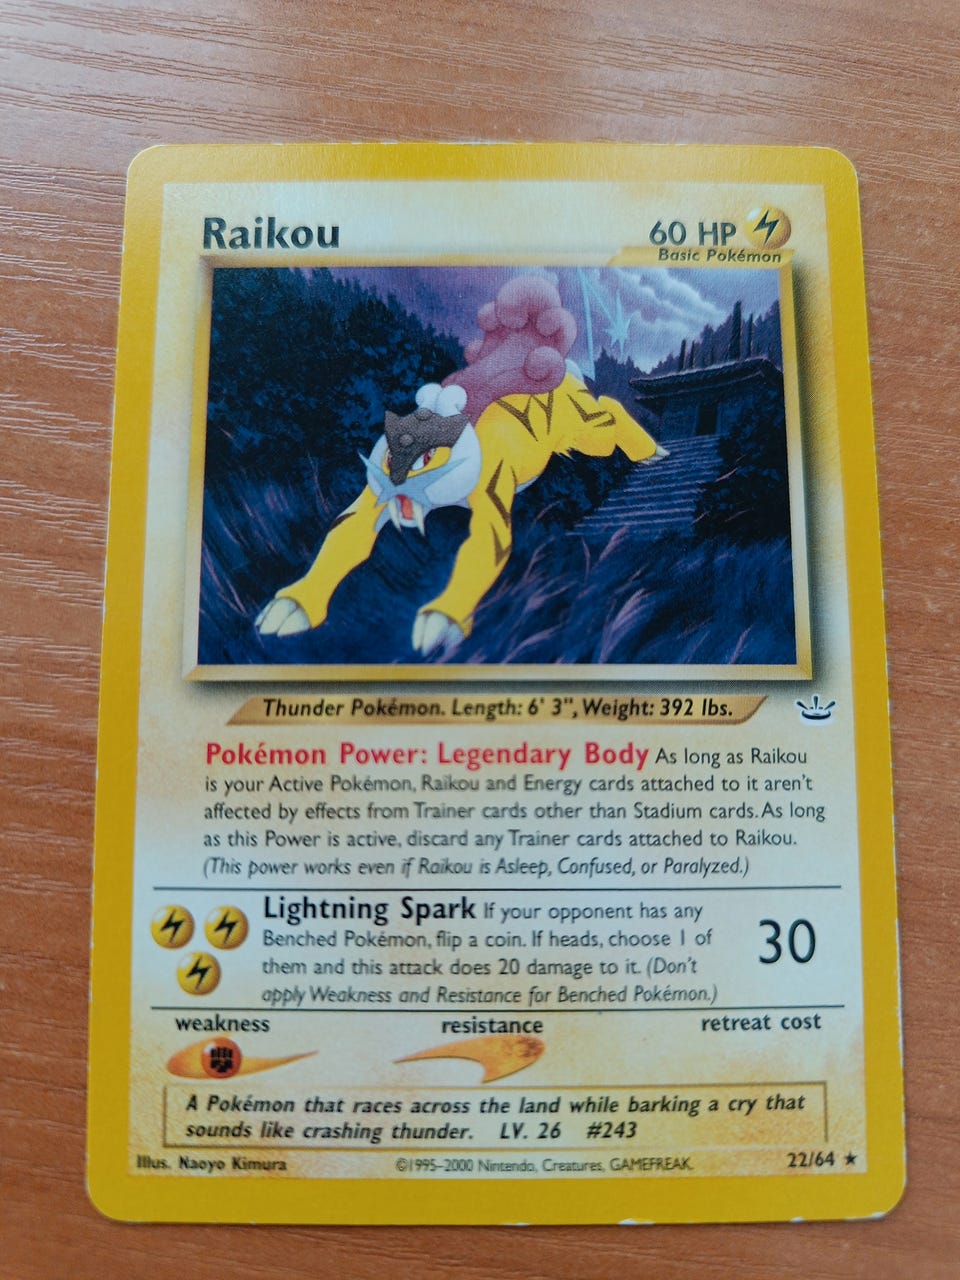 Raikou
60 HP
Basic Pokémon
Thunder Pokémon. Length: 6' 3", Weight: 392 lbs.
Pokémon Power: Legendary Body As long as Raikou
is your Active Pokémon, Raikou and Energy cards attached to it aren't
affected by effects from Trainer cards other than Stadium cards. As long
as this Power is active, discard any Trainer cards attached to Raikou.
(This power works even if Raikou is Asleep, Confused, or Paralyzed.)
Lightning Spark If your opponent has any
Benched Pokémon, flip a coin. If heads, choose 1 of
them and this attack does 20 damage to it. (Don't
apply Weakness and Resistance for Benched Pokémon.)
30
weakness
resistance
retreat cost
A Pokémon that races across the land while barking a cry that
sounds like crashing thunder. LV. 26 #243
Illus. Naoyo Kimura
©1995-2000 Nintendo, Creatures, GAMEFREAK.
22/64 ★